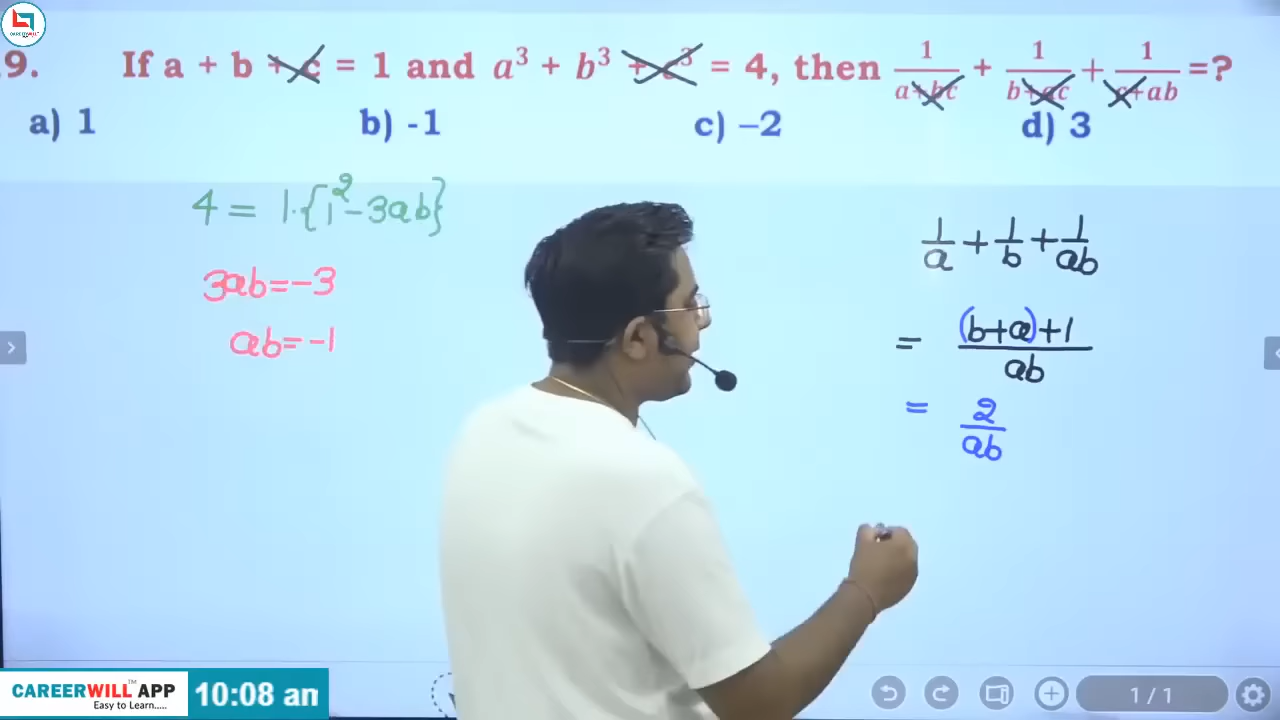 CAREERWILL
9. If a + b + c = 1 and a³ + b³ + c³ = 4, then 1/(a+bc) + 1/(b+ac) + 1/(c+ab) =?
a) 1 b) -1 c) –2 d) 3
4 = 1·{1² - 3ab}
3ab = -3
ab = -1
1/a + 1/b + 1/ab
= ((b+a)+1)/ab
= 2/ab
CAREERWILL™ APP
Easy to Learn.....
10:08 am
1 / 1